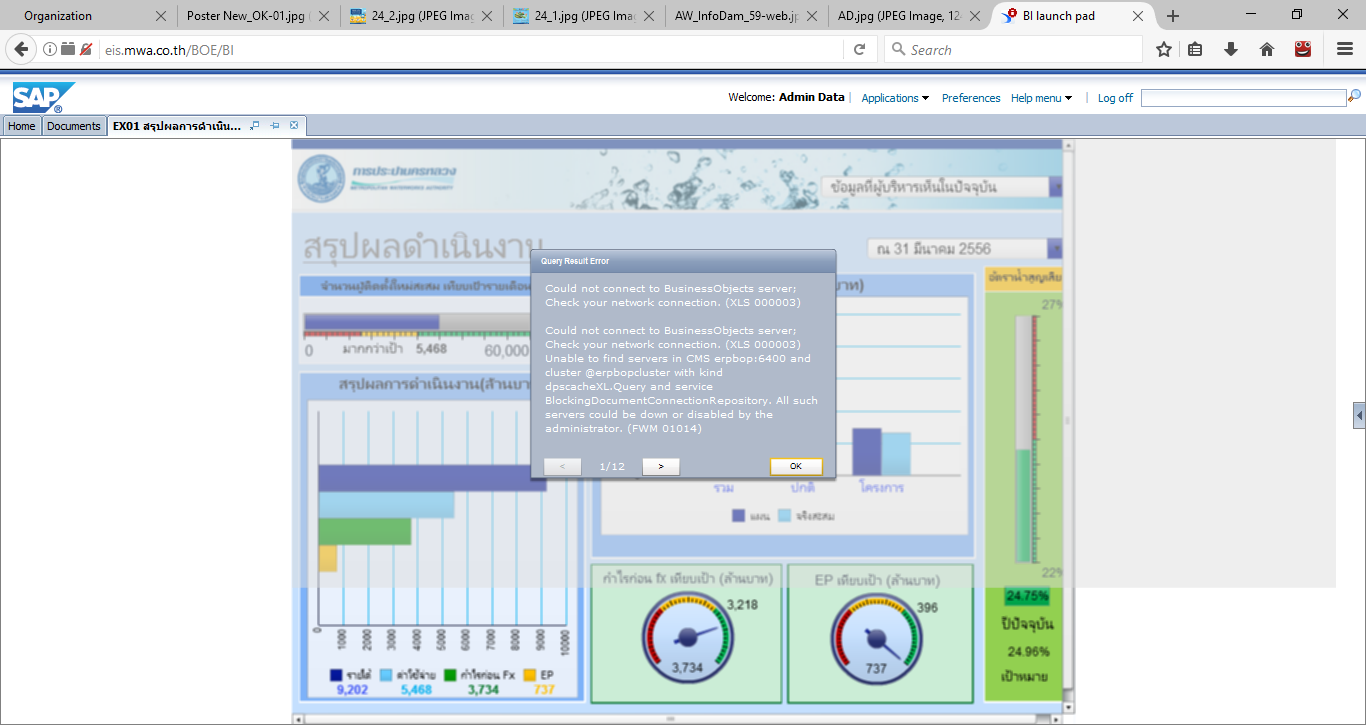 Organization
Poster New_OK-01.jpg (
24_2.jpg (JPEG Imag
24_1.jpg (JPEG Imag
AW_InfoDam_59-web.jp
AD.jpg (JPEG Image, 12
BI launch pad
eis.mwa.co.th/BOE/BI
Search
SAP
Welcome: Admin Data
Applications
Preferences
Help menu
Log off
Home
Documents
EX01 สรุปผลการดำเนิน...
การประปานครหลวง
METROPOLITAN WATERWORKS AUTHORITY
ข้อมูลที่ผู้บริหารเห็นในปัจจุบัน
สรุปผลดำเนินงาน
ณ 31 มีนาคม 2556
จำนวนผู้ติดตั้งใหม่สะสม เทียบเป้ารายเดือน
0
มากกว่าเป้า
5,468
60,000
สรุปผลการดำเนินงาน(ล้านบา
Query Result Error
Could not connect to BusinessObjects server;
Check your network connection. (XLS 000003)
Could not connect to BusinessObjects server;
Check your network connection. (XLS 000003)
Unable to find servers in CMS erpbop:6400 and
cluster @erpbopcluster with kind
dpscacheXL.Query and service
BlockingDocumentConnectionRepository. All such
servers could be down or disabled by the
administrator. (FWM 01014)
<
1/12
>
OK
บาท)
รวม
ปกติ
โครงการ
แผน
จริงสะสม
อัตราน้ำสูญเสีย
27%
22%
24.75%
ปีปัจจุบัน
24.96%
เป้าหมาย
0
1000
2000
3000
4000
5000
6000
7000
8000
9000
10000
รายได้
ค่าใช้จ่าย
กำไรก่อน Fx
EP
9,202
5,468
3,734
737
กำไรก่อน fx เทียบเป้า (ล้านบาท)
3,218
3,734
EP เทียบเป้า (ล้านบาท)
396
737